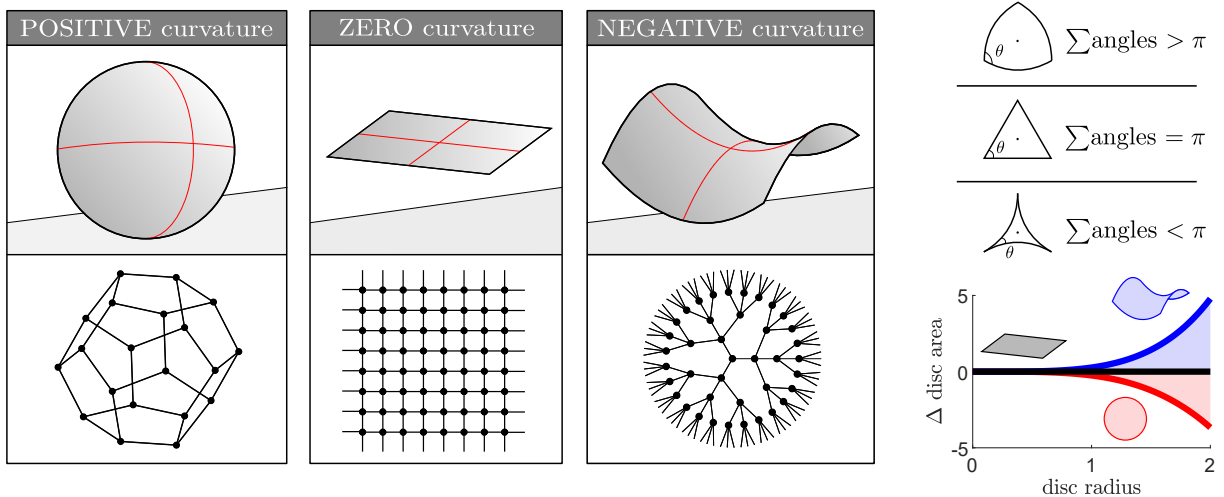 POSITIVE curvature
ZERO curvature
NEGATIVE curvature
θ
∑angles > π
θ
∑angles = π
θ
∑angles < π
5
0
-5
Δ disc area
0
1
2
disc radius